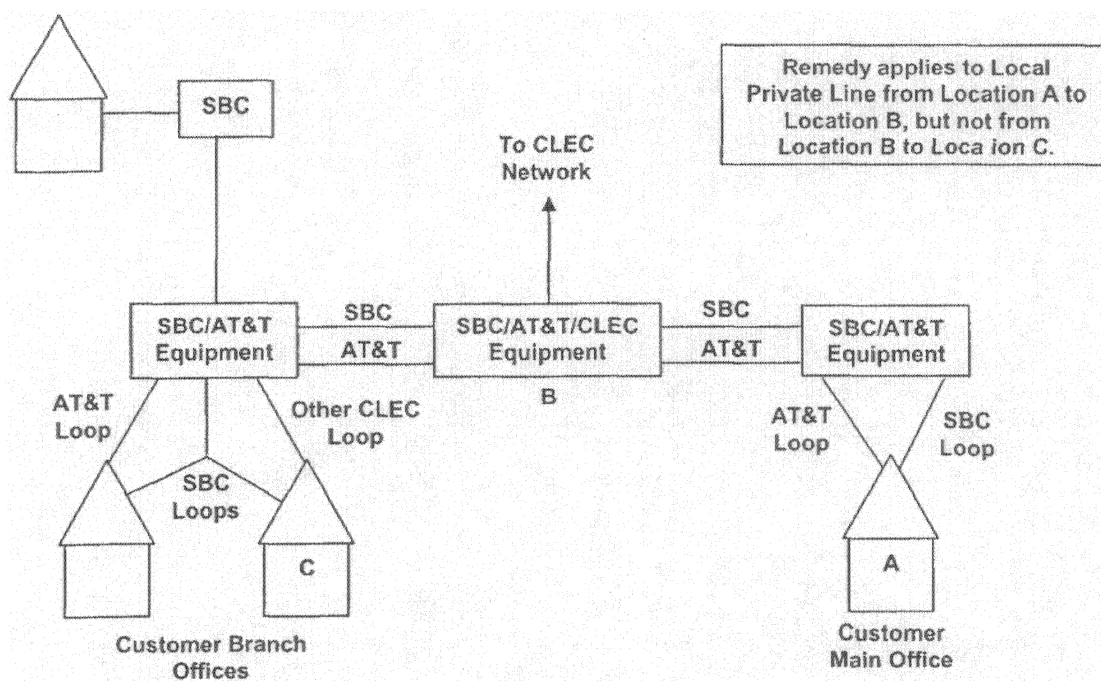 SBC
Remedy applies to Local
Private Line from Location A to
Location B, but not from
Location B to Loca ion C.
To CLEC
Network
SBC/AT&T
Equipment
SBC
AT&T
SBC/AT&T/CLEC
Equipment
B
SBC
AT&T
SBC/AT&T
Equipment
AT&T
Loop
Other CLEC
Loop
SBC
Loops
AT&T
Loop
SBC
Loop
C
A
Customer Branch
Offices
Customer
Main Office